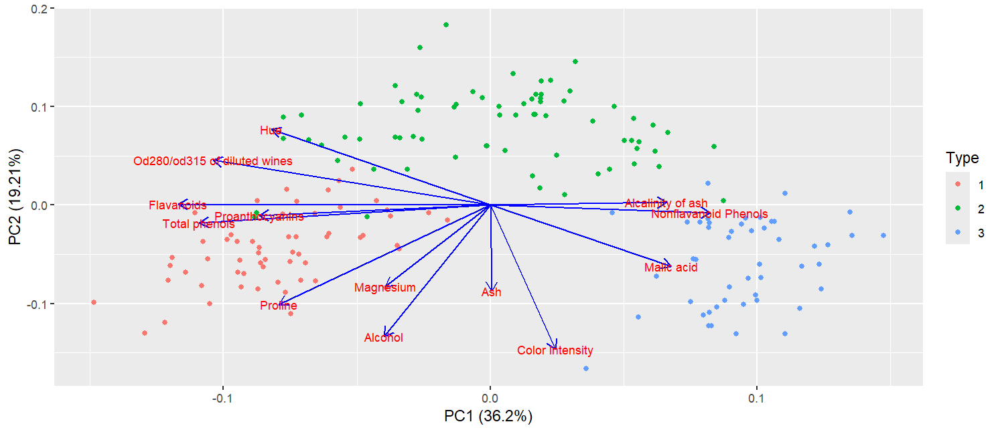 0.2
0.1
0.0
-0.1
PC2 (19.21%)
Hue
Od280/od315 of diluted wines
Flavanoids
Proanthocyanins
Total phenols
Alcalinity of ash
Nonflavanoid Phenols
Malic acid
Magnesium
Ash
Proline
Alcohol
Color Intensity
-0.1
0.0
0.1
PC1 (36.2%)
Type
1
2
3